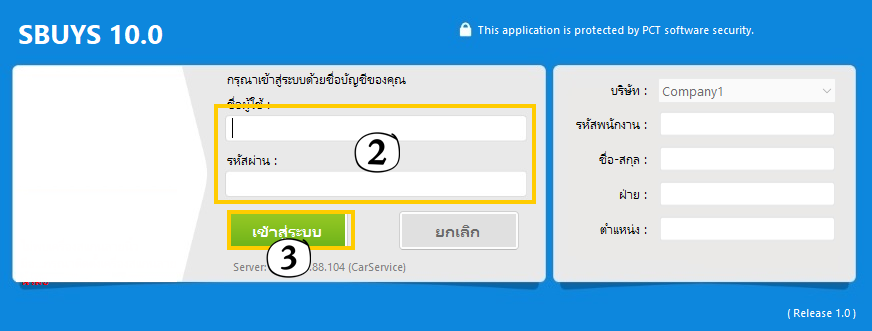 SBUYS 10.0
This application is protected by PCT software security.
กรุณาเข้าสู่ระบบด้วยชื่อบัญชีของคุณ
ชื่อผู้ใช้ :
2
รหัสผ่าน :
เข้าสู่ระบบ
ยกเลิก
3
Server: .88.104 (CarService)
บริษัท : Company1
รหัสพนักงาน :
ชื่อ-สกุล :
ฝ่าย :
ตำแหน่ง :
( Release 1.0 )